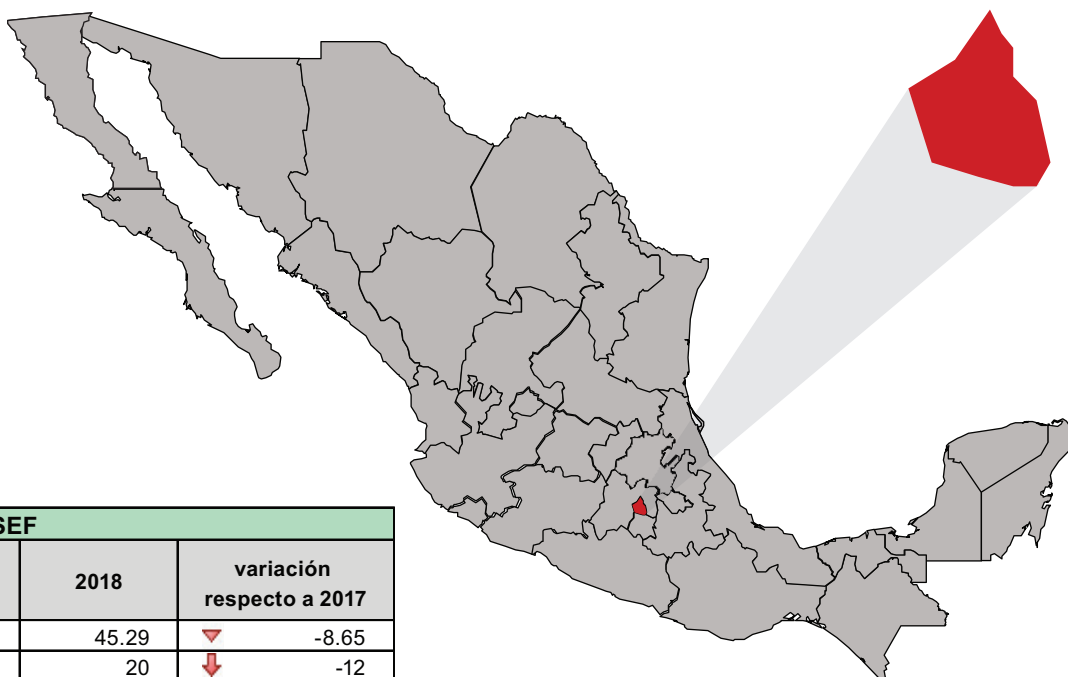 SEF
2018
variación
respecto a 2017
45.29 -8.65
20 -12